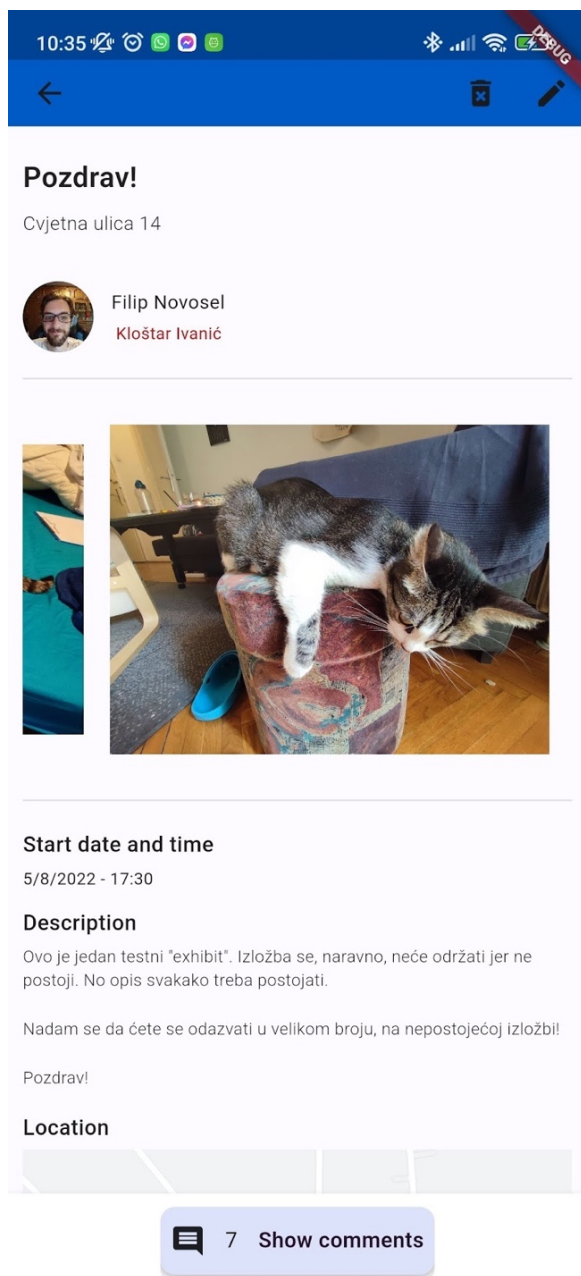 10:35
DEBUG
Pozdrav!
Cvjetna ulica 14
Filip Novosel
Kloštar Ivanić
Start date and time
5/8/2022 - 17:30
Description
Ovo je jedan testni "exhibit". Izložba se, naravno, neće održati jer ne
postoji. No opis svakako treba postojati.
Nadam se da ćete se odazvati u velikom broju, na nepostojećoj izložbi!
Pozdrav!
Location
7 Show comments